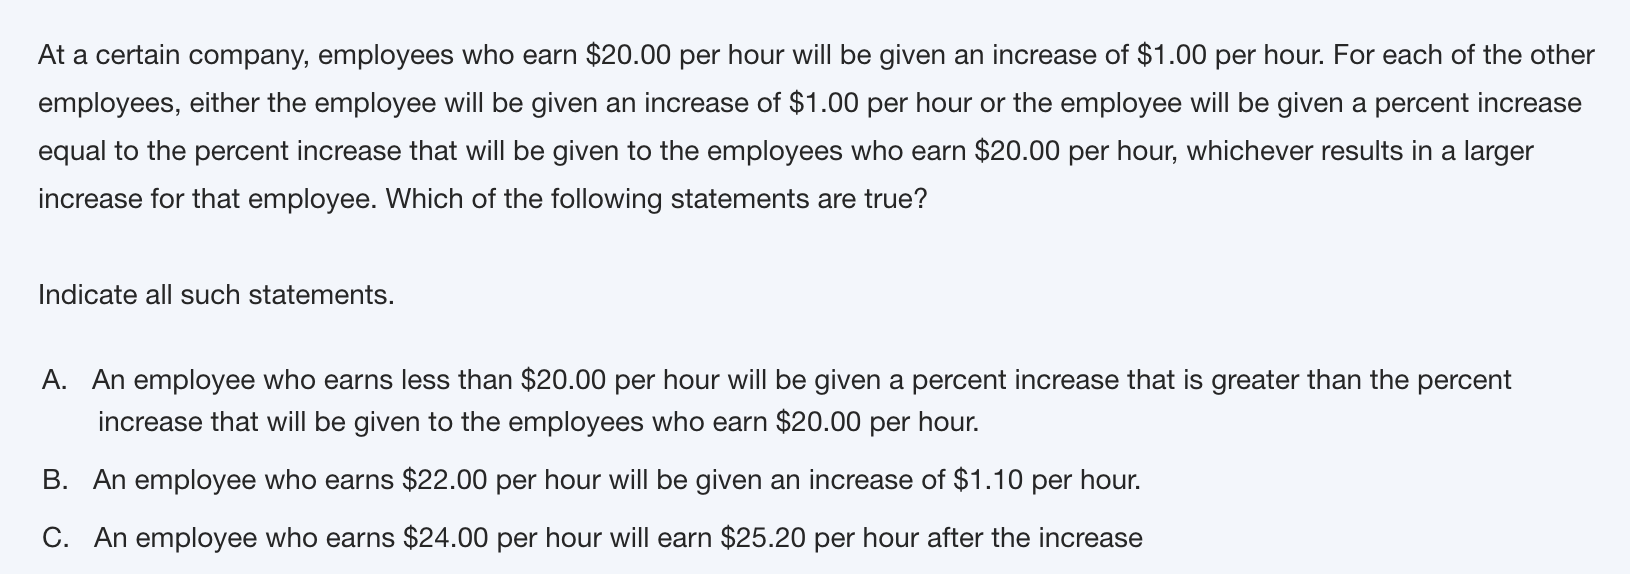 At a certain company, employees who earn $20.00 per hour will be given an increase of $1.00 per hour. For each of the other
employees, either the employee will be given an increase of $1.00 per hour or the employee will be given a percent increase
equal to the percent increase that will be given to the employees who earn $20.00 per hour, whichever results in a larger
increase for that employee. Which of the following statements are true?
Indicate all such statements.
A. An employee who earns less than $20.00 per hour will be given a percent increase that is greater than the percent
increase that will be given to the employees who earn $20.00 per hour.
B. An employee who earns $22.00 per hour will be given an increase of $1.10 per hour.
C. An employee who earns $24.00 per hour will earn $25.20 per hour after the increase